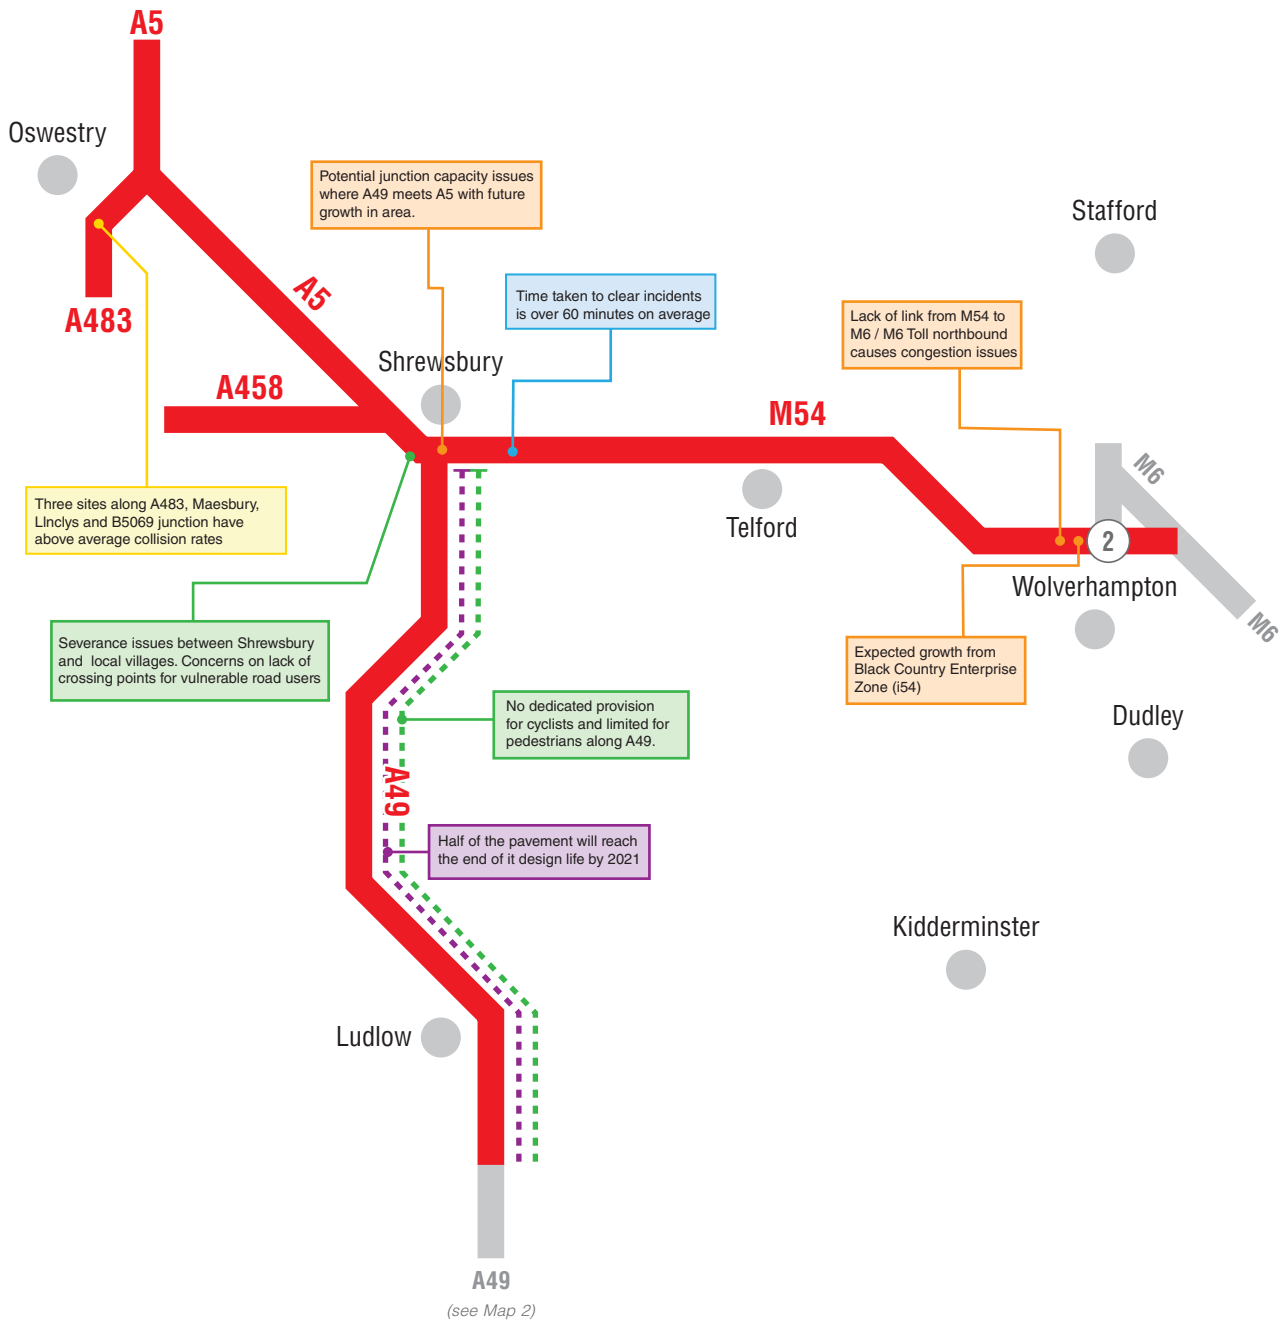 A5
Oswestry
Potential junction capacity issues
where A49 meets A5 with future
growth in area.
Stafford
A5
A483
Time taken to clear incidents
is over 60 minutes on average
Lack of link from M54 to
M6 / M6 Toll northbound
causes congestion issues
Shrewsbury
A458
M54
M6
Three sites along A483, Maesbury,
Llnclys and B5069 junction have
above average collision rates
Telford
2
Wolverhampton
M6
Severance issues between Shrewsbury
and local villages. Concerns on lack of
crossing points for vulnerable road users
Expected growth from
Black Country Enterprise
Zone (i54)
No dedicated provision
for cyclists and limited for
pedestrians along A49.
Dudley
A49
Half of the pavement will reach
the end of it design life by 2021
Kidderminster
Ludlow
A49
(see Map 2)